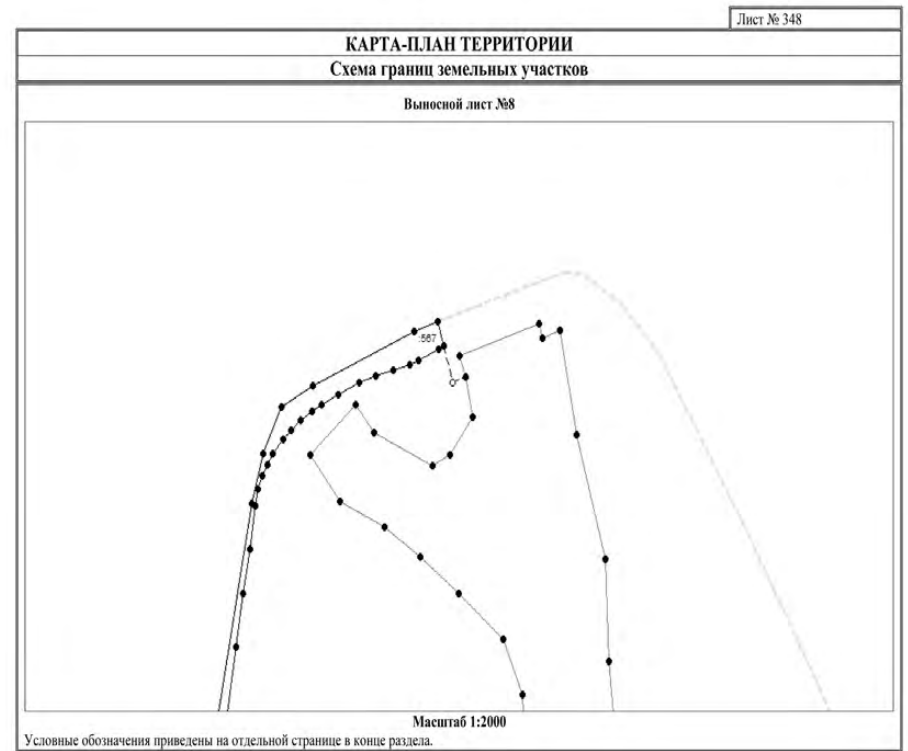 Лист № 348
КАРТА-ПЛАН ТЕРРИТОРИИ
Схема границ земельных участков
Выносной лист №8
:567
Масштаб 1:2000
Условные обозначения приведены на отдельной странице в конце раздела.